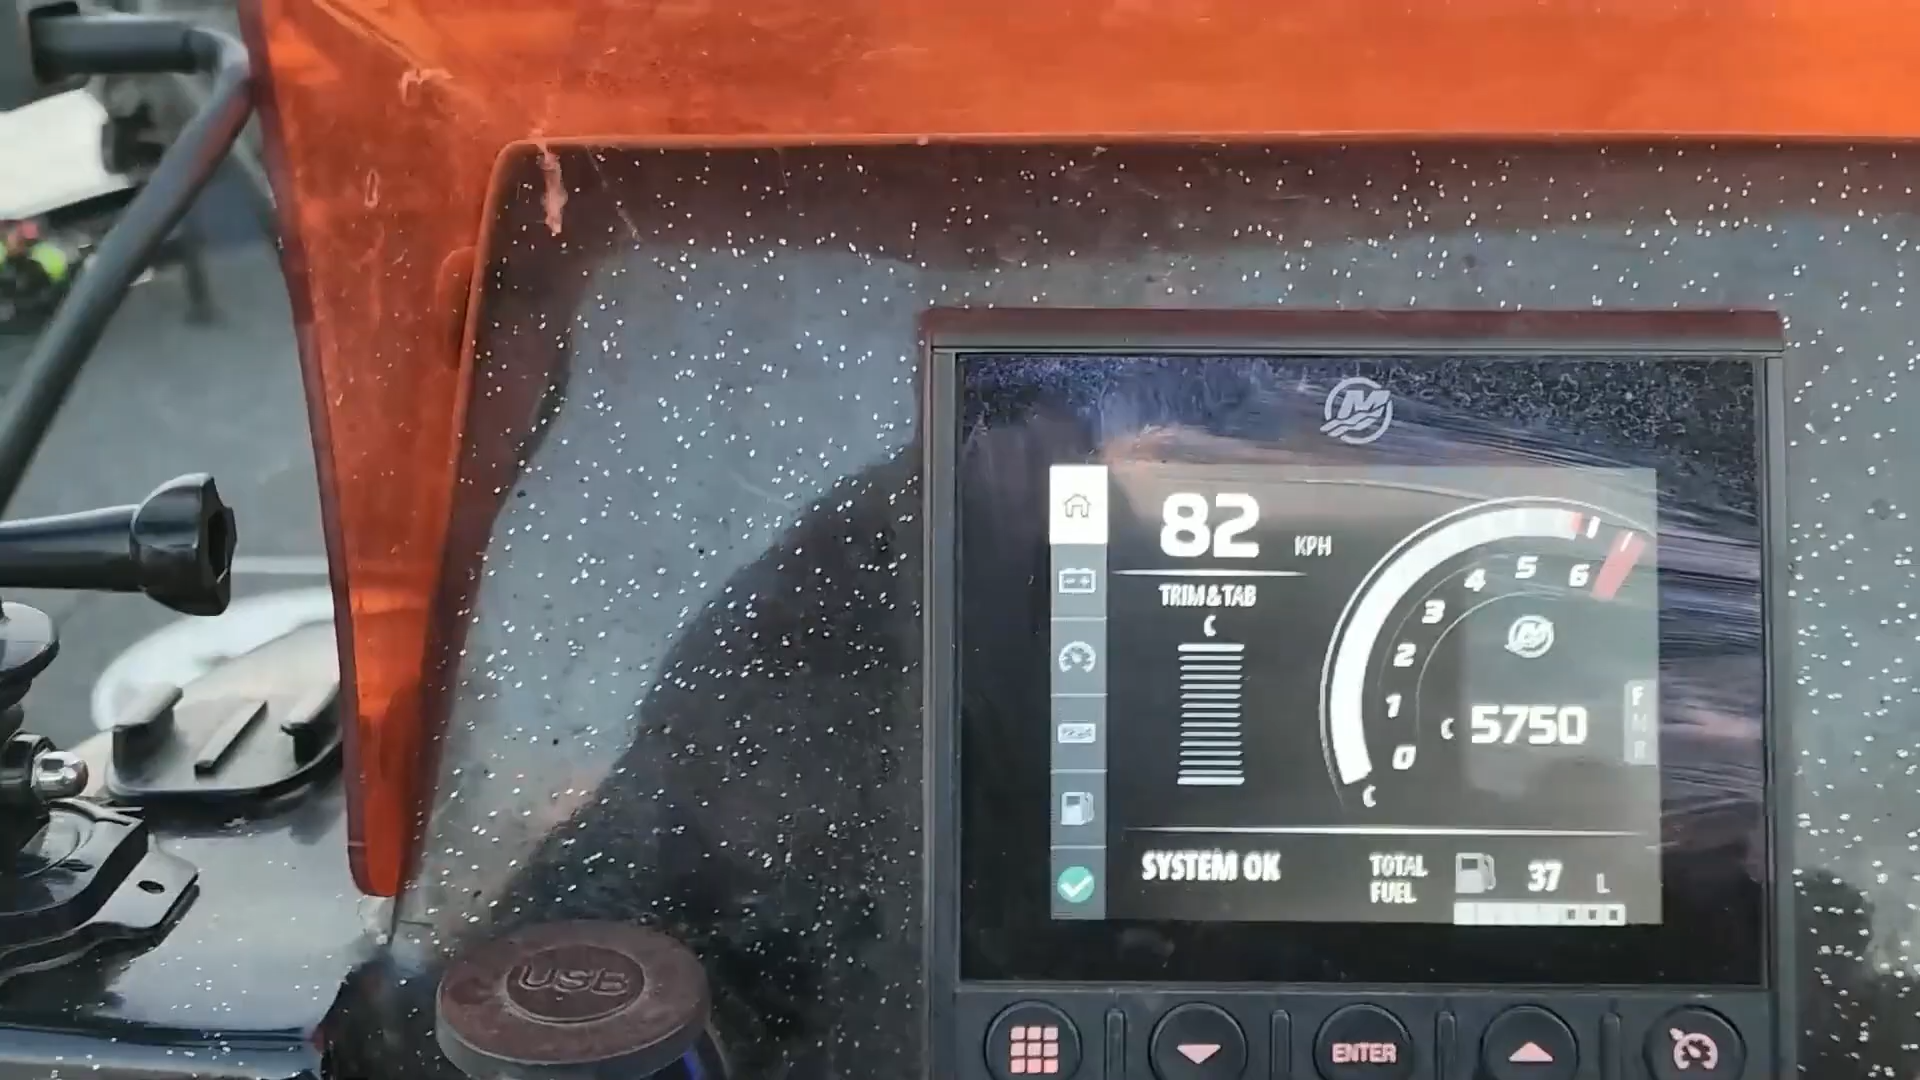 82 KPH
TRIM & TAB
C
0 1 2 3 4 5 6
C 5750
C
F
N
R
SYSTEM OK
TOTAL FUEL 37 L
USB
ENTER